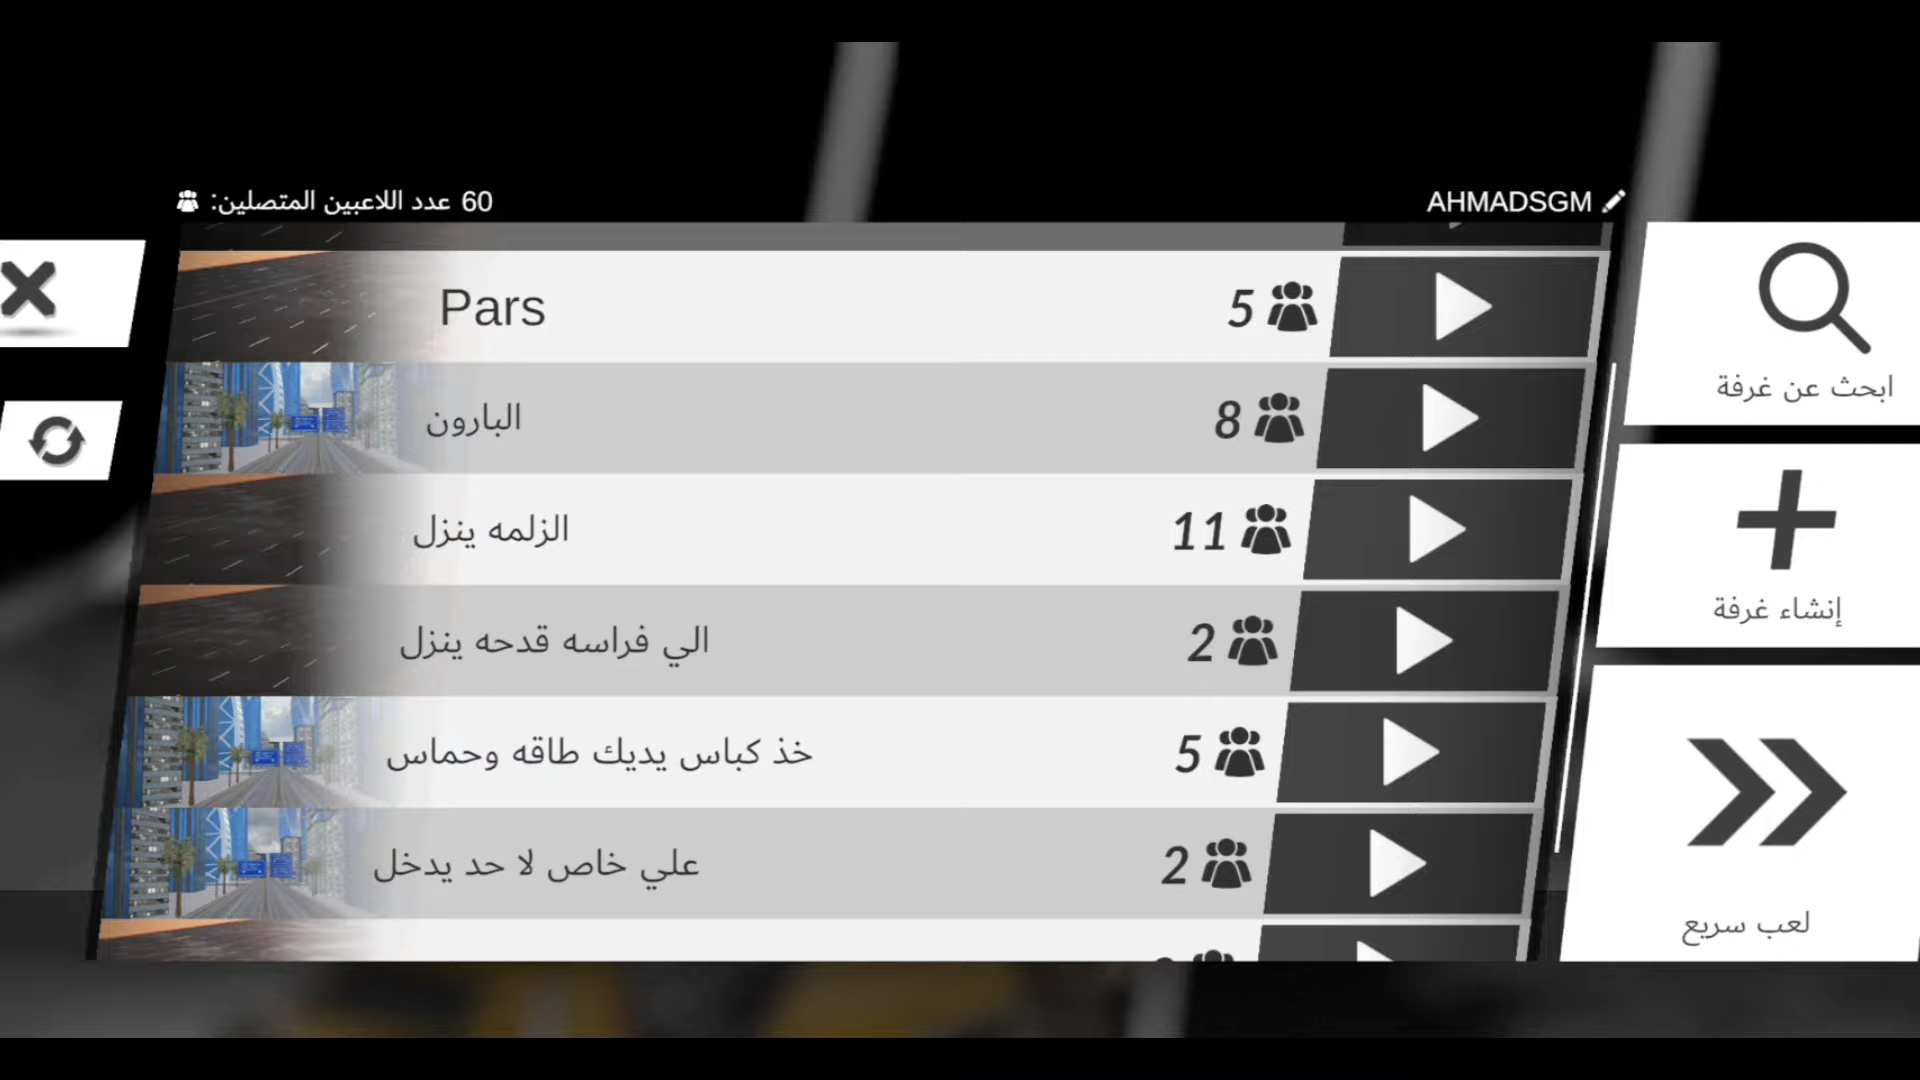 عدد اللاعبين المتصلين: 60
AHMADSGM
Pars 5
البارون 8
الزلمه ينزل 11
الي فراسه قدحه ينزل 2
خذ كباس يديك طاقه وحماس 5
علي خاص لا حد يدخل 2
ابحث عن غرفة
إنشاء غرفة
لعب سريع